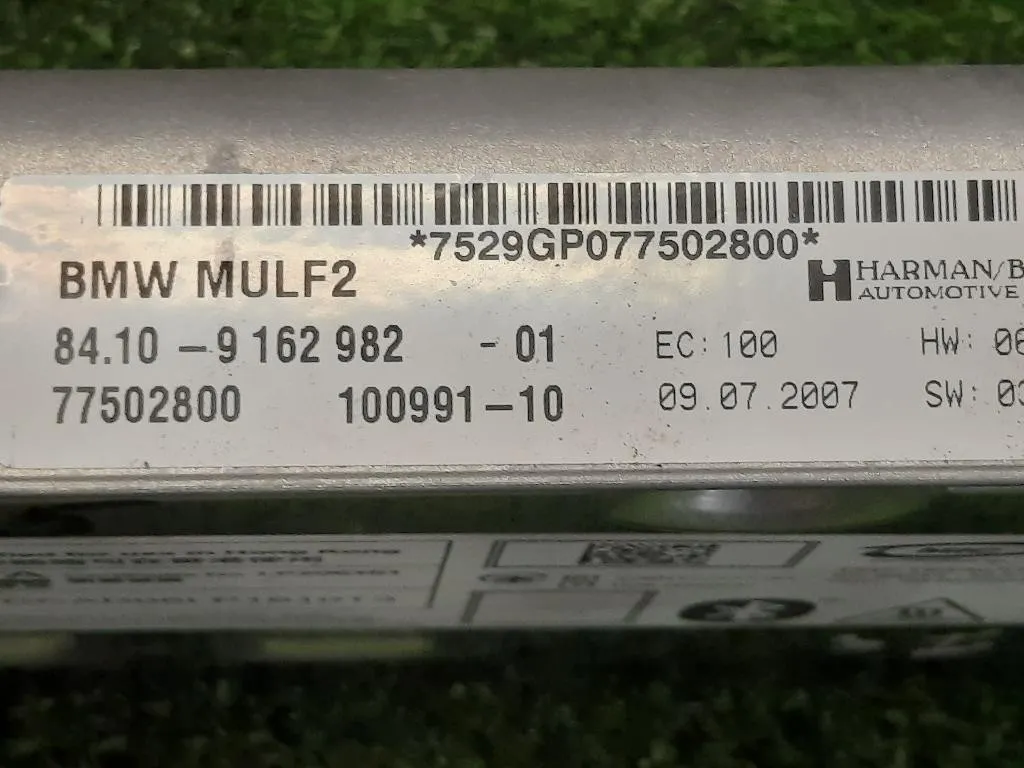 *7529GP077502800*
BMW MULF2
HARMAN/B
AUTOMOTIVE
84.10 -9 162 982 - 01 EC: 100 HW: 06
77502800 100991-10 09.07.2007 SW: 03